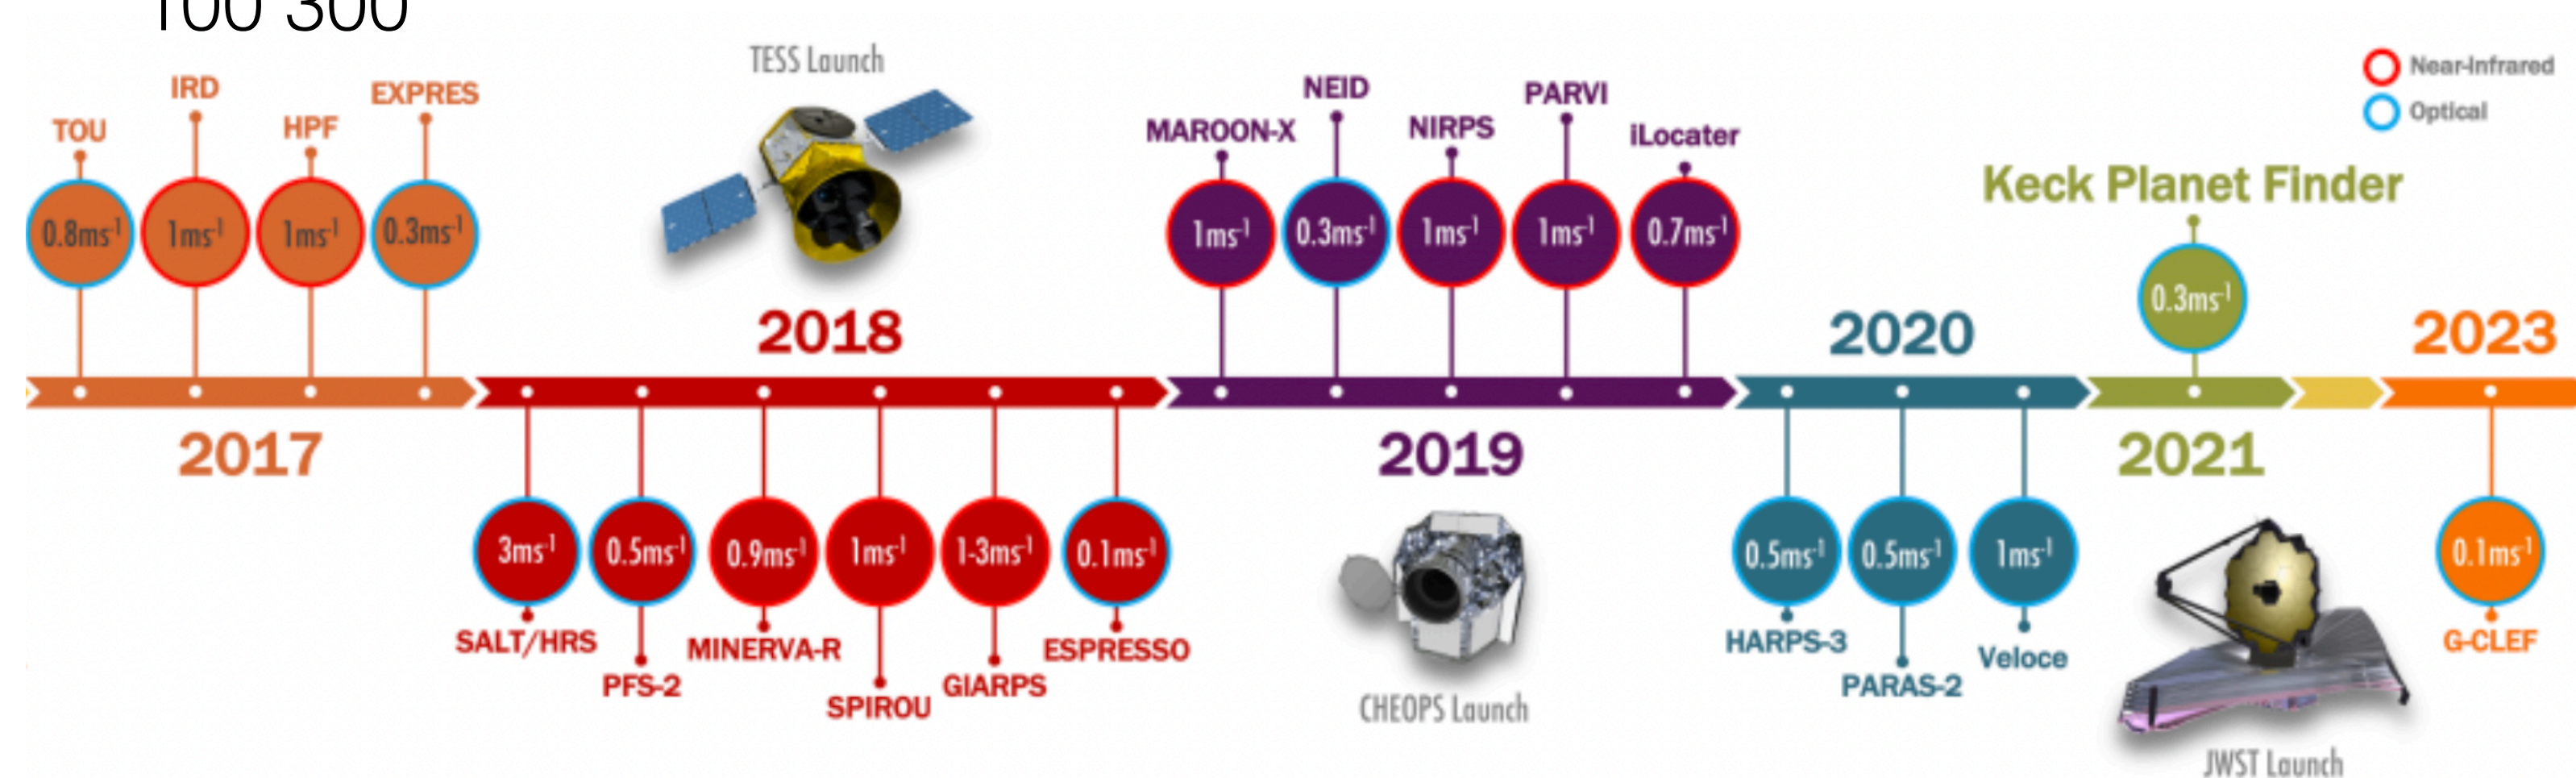 100 300
TESS Launch
Near-Infrared
Optical
TOU
IRD
HPF
EXPRES
MAROON-X
NEID
NIRPS
PARVI
iLocater
Keck Planet Finder
0.8ms-1
1ms-1
1ms-1
0.3ms-1
1ms-1
0.3ms-1
1ms-1
1ms-1
0.7ms-1
0.3ms-1
2018
2020
2023
2017
2019
2021
3ms-1
0.5ms-1
0.9ms-1
1ms-1
1-3ms-1
0.1ms-1
0.5ms-1
0.5ms-1
1ms-1
0.1ms-1
SALT/HRS
PFS-2
MINERVA-R
SPIROU
GIARPS
ESPRESSO
HARPS-3
PARAS-2
Veloce
G-CLEF
CHEOPS Launch
JWST Launch